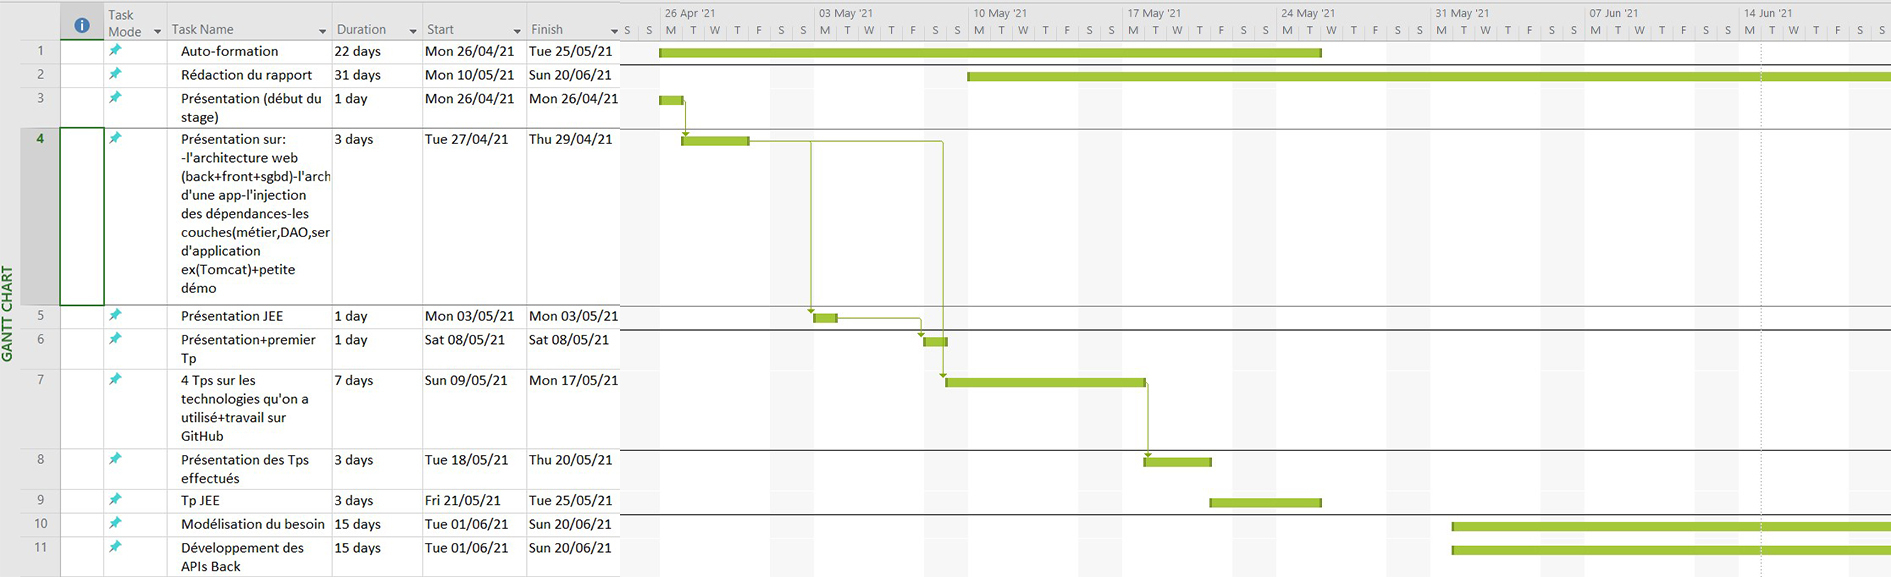 Task Mode Task Name Duration Start Finish
26 Apr '21 03 May '21 10 May '21 17 May '21 24 May '21 31 May '21 07 Jun '21 14 Jun '21
S S M T W T F S S M T W T F S S M T W T F S S M T W T F S S M T W T F S S M T W T F S S M T W T F S S M T W T F S S
GANTT CHART
1 Auto-formation 22 days Mon 26/04/21 Tue 25/05/21
2 Rédaction du rapport 31 days Mon 10/05/21 Sun 20/06/21
3 Présentation (début du 1 day Mon 26/04/21 Mon 26/04/21
stage)
4 Présentation sur: 3 days Tue 27/04/21 Thu 29/04/21
-l'architecture web
(back+front+sgbd)-l'arch
d'une app-l'injection
des dépendances-les
couches(métier,DAO,ser
d'application
ex(Tomcat)+petite
démo
5 Présentation JEE 1 day Mon 03/05/21 Mon 03/05/21
6 Présentation+premier 1 day Sat 08/05/21 Sat 08/05/21
Tp
7 4 Tps sur les 7 days Sun 09/05/21 Mon 17/05/21
technologies qu'on a
utilisé+travail sur
GitHub
8 Présentation des Tps 3 days Tue 18/05/21 Thu 20/05/21
effectués
9 Tp JEE 3 days Fri 21/05/21 Tue 25/05/21
10 Modélisation du besoin 15 days Tue 01/06/21 Sun 20/06/21
11 Développement des 15 days Tue 01/06/21 Sun 20/06/21
APIs Back